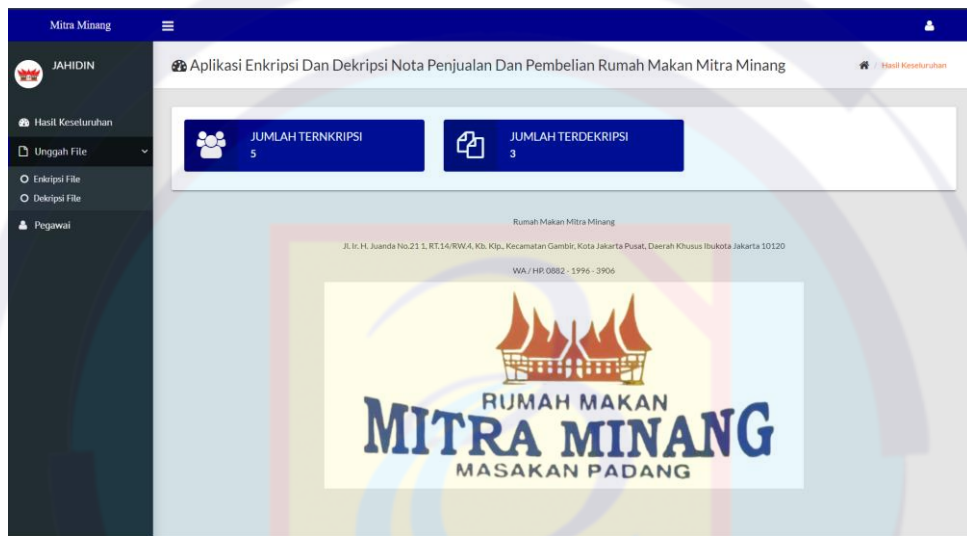 Mitra Minang
JAHIDIN
Hasil Keseluruhan
Unggah File
Enkripsi File
Dekripsi File
Pegawai
Aplikasi Enkripsi Dan Dekripsi Nota Penjualan Dan Pembelian Rumah Makan Mitra Minang
/ Hasil Keseluruhan
JUMLAH TERNKRIPSI
5
JUMLAH TERDEKRIPSI
3
Rumah Makan Mitra Minang
Jl. Ir. H. Juanda No.21 1, RT.14/RW.4, Kb. Klp., Kecamatan Gambir, Kota Jakarta Pusat, Daerah Khusus Ibukota Jakarta 10120
WA / HP. 0882 - 1996 - 3906
RUMAH MAKAN
MITRA MINANG
MASAKAN PADANG